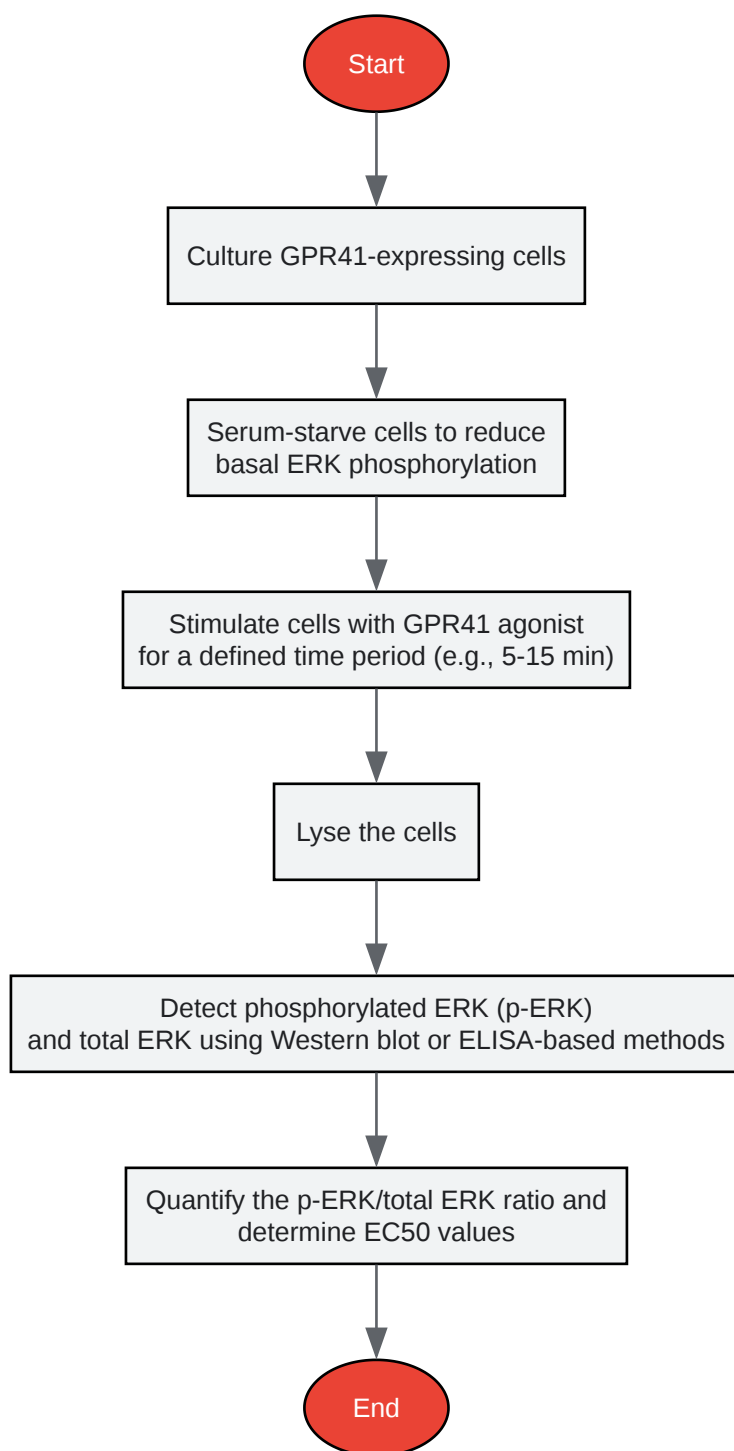 Start
Culture GPR41-expressing cells
Serum-starve cells to reduce
basal ERK phosphorylation
Stimulate cells with GPR41 agonist
for a defined time period (e.g., 5-15 min)
Lyse the cells
Detect phosphorylated ERK (p-ERK)
and total ERK using Western blot or ELISA-based methods
Quantify the p-ERK/total ERK ratio and
determine EC50 values
End